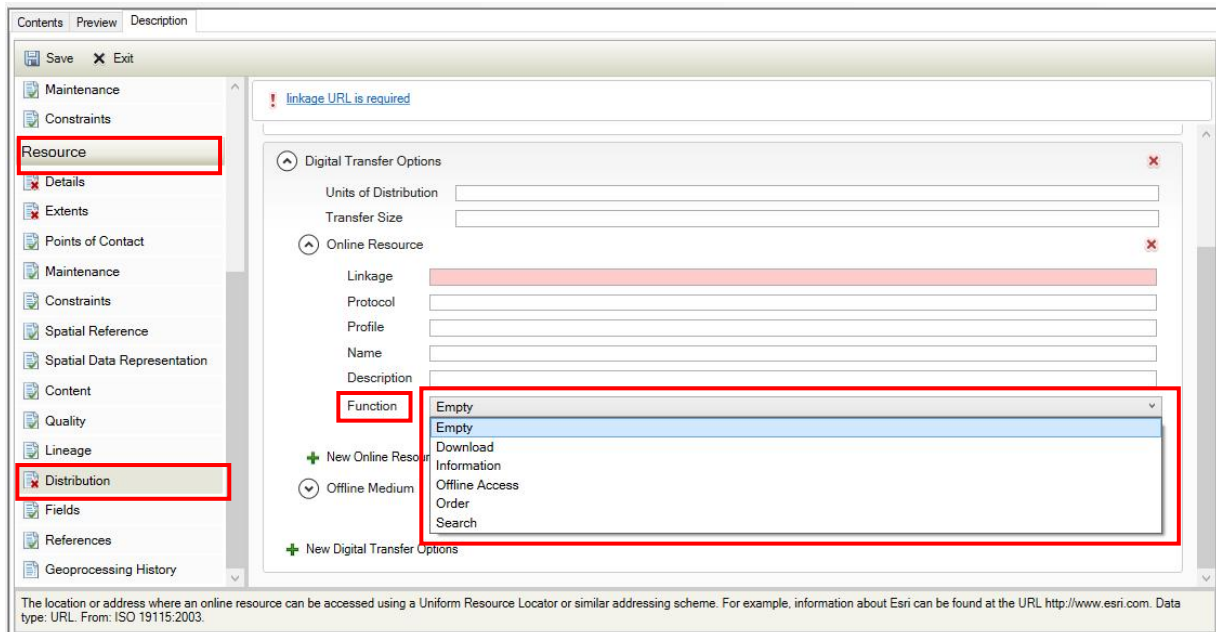 Contents Preview Description
Save Exit
Maintenance
Constraints
Resource
Details
Extents
Points of Contact
Maintenance
Constraints
Spatial Reference
Spatial Data Representation
Content
Quality
Lineage
Distribution
Fields
References
Geoprocessing History
! linkage URL is required
Digital Transfer Options
Units of Distribution
Transfer Size
Online Resource
Linkage
Protocol
Profile
Name
Description
Function Empty
Empty
Download
Information
Offline Access
Order
Search
New Online Resour
Offline Medium
New Digital Transfer Options
The location or address where an online resource can be accessed using a Uniform Resource Locator or similar addressing scheme. For example, information about Esri can be found at the URL http://www.esri.com. Data
type: URL. From: ISO 19115:2003.